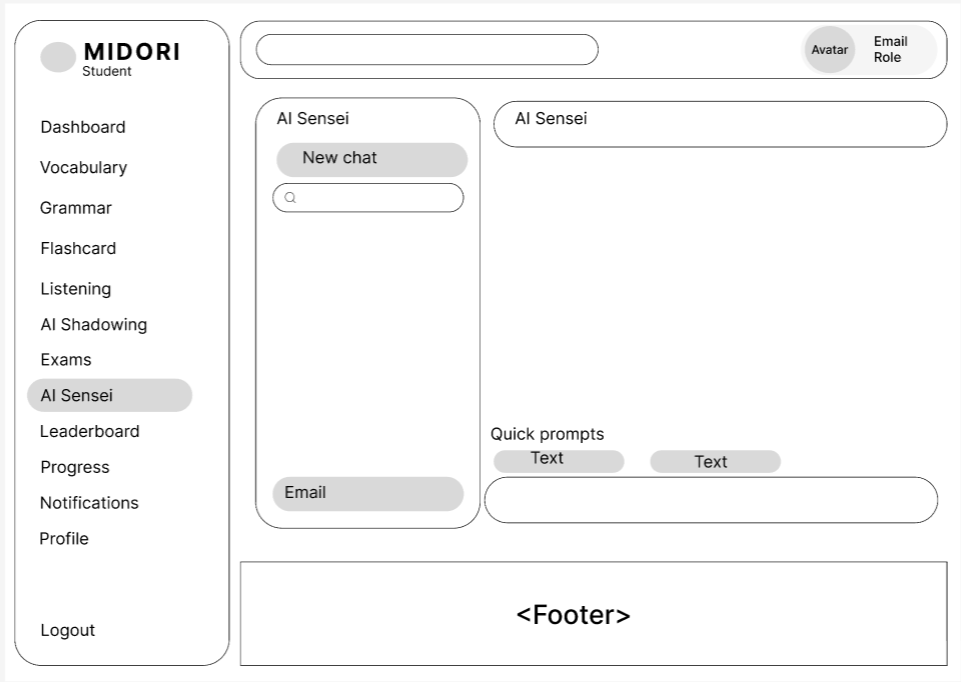 MIDORI
Student
Dashboard
Vocabulary
Grammar
Flashcard
Listening
AI Shadowing
Exams
AI Sensei
Leaderboard
Progress
Notifications
Profile
Logout
Avatar
Email
Role
AI Sensei
New chat
Email
AI Sensei
Quick prompts
Text
Text
<Footer>